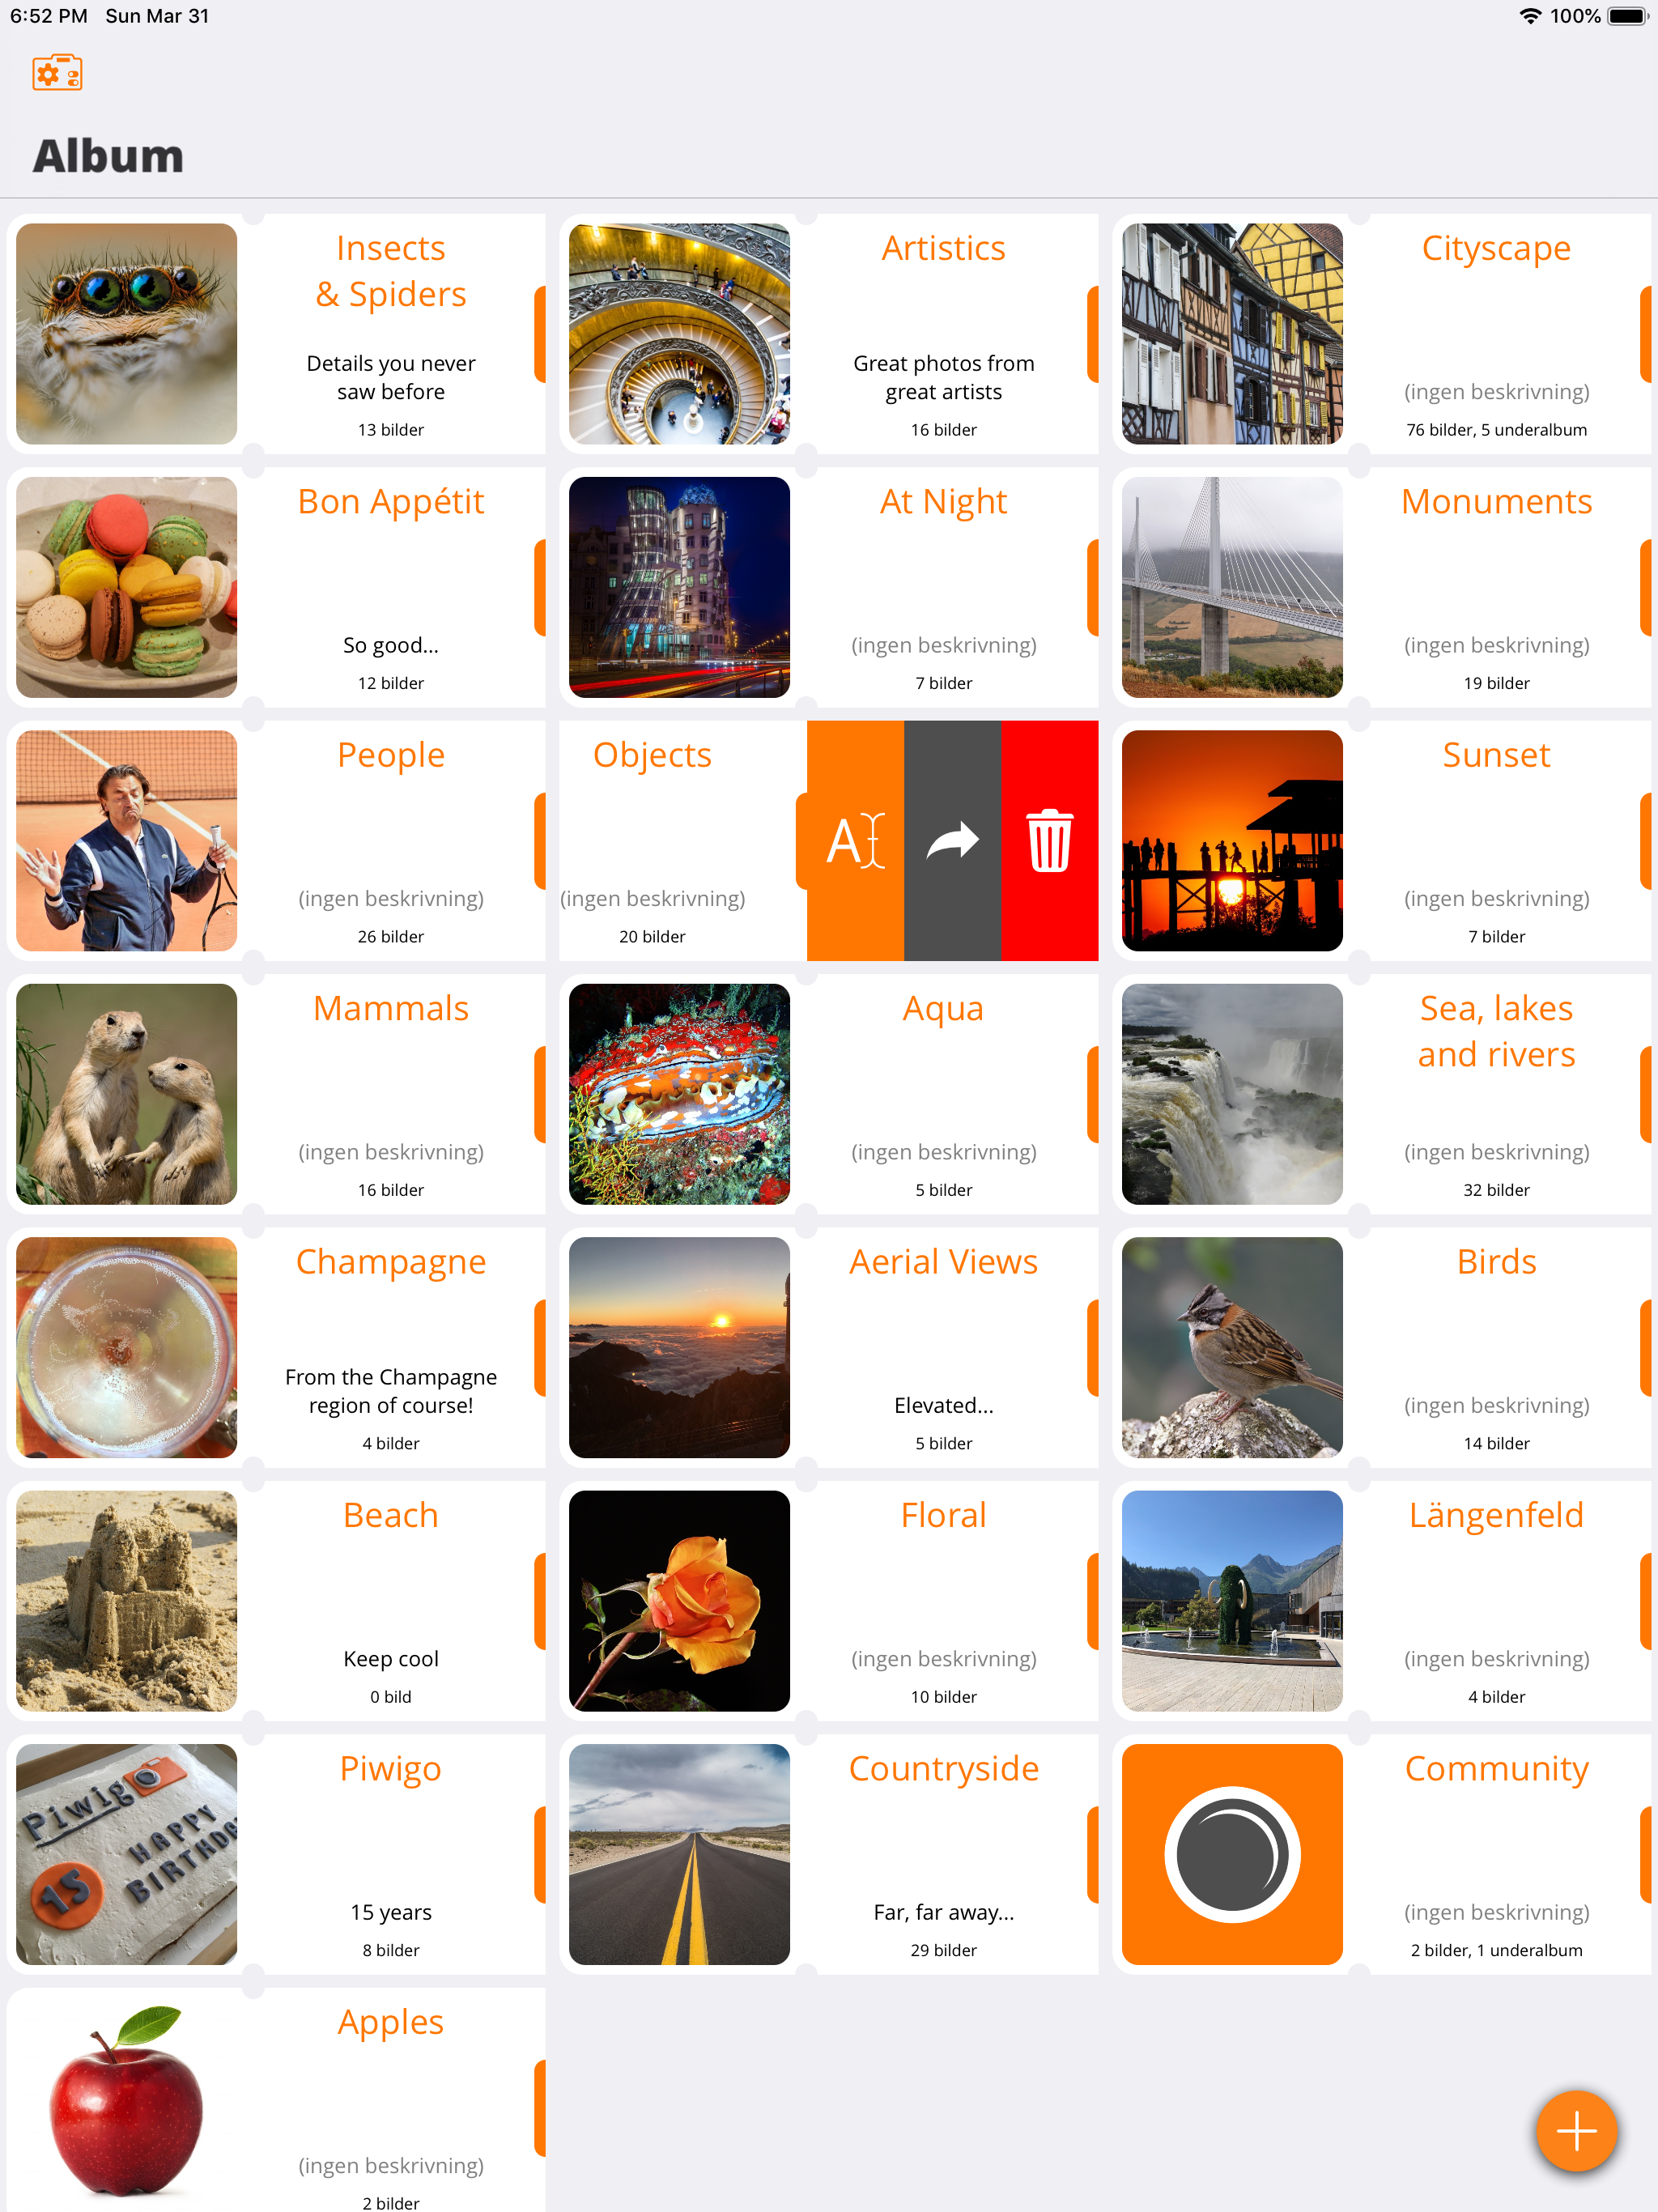 6:52 PM Sun Mar 31
100%
Album
Insects
& Spiders
Details you never
saw before
13 bilder
Artistics
Great photos from
great artists
16 bilder
Cityscape
(ingen beskrivning)
76 bilder, 5 underalbum
Bon Appétit
So good...
12 bilder
At Night
(ingen beskrivning)
7 bilder
Monuments
(ingen beskrivning)
19 bilder
People
(ingen beskrivning)
26 bilder
Objects
(ingen beskrivning)
20 bilder
A
Sunset
(ingen beskrivning)
7 bilder
Mammals
(ingen beskrivning)
16 bilder
Aqua
(ingen beskrivning)
5 bilder
Sea, lakes
and rivers
(ingen beskrivning)
32 bilder
Champagne
From the Champagne
region of course!
4 bilder
Aerial Views
Elevated...
5 bilder
Birds
(ingen beskrivning)
14 bilder
Beach
Keep cool
0 bild
Floral
(ingen beskrivning)
10 bilder
Längenfeld
(ingen beskrivning)
4 bilder
Piwigo
HAPPY
BIRTHDA
15
Piwigo
15 years
8 bilder
Countryside
Far, far away...
29 bilder
Community
(ingen beskrivning)
2 bilder, 1 underalbum
Apples
(ingen beskrivning)
2 bilder